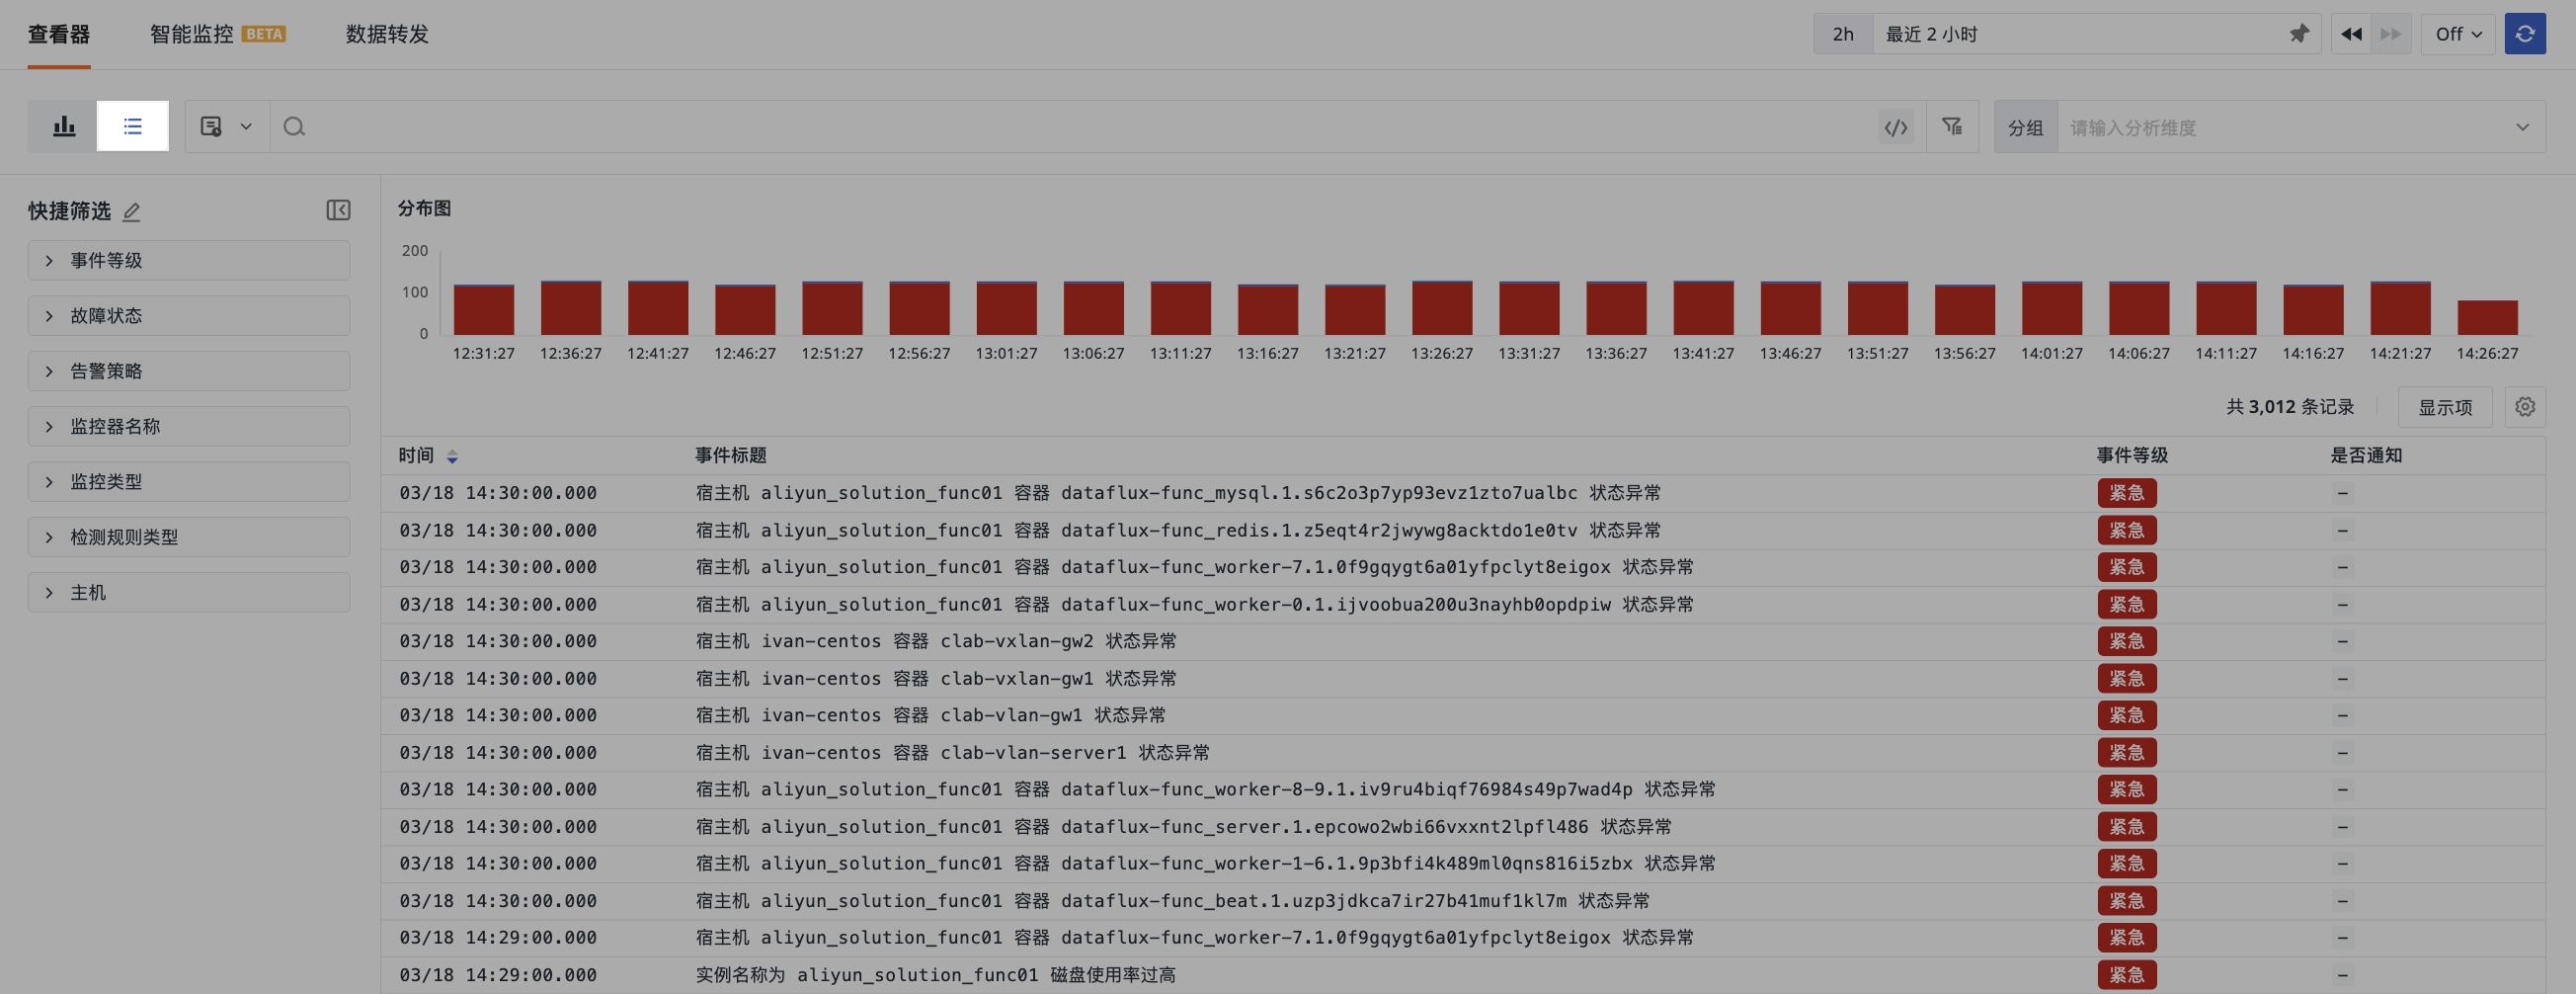 查看器 智能监控 BETA 数据转发 2h 最近 2 小时 Off
分组 请输入分析维度
快捷筛选
事件等级
故障状态
告警策略
监控器名称
监控类型
检测规则类型
主机
分布图
200
100
0
12:31:27 12:36:27 12:41:27 12:46:27 12:51:27 12:56:27 13:01:27 13:06:27 13:11:27 13:16:27 13:21:27 13:26:27 13:31:27 13:36:27 13:41:27 13:46:27 13:51:27 13:56:27 14:01:27 14:06:27 14:11:27 14:16:27 14:21:27 14:26:27
共 3,012 条记录 显示项
时间 事件标题 事件等级 是否通知
03/18 14:30:00.000 宿主机 aliyun_solution_func01 容器 dataflux-func_mysql.1.s6c2o3p7yp93evz1zto7ualbc 状态异常 紧急 –
03/18 14:30:00.000 宿主机 aliyun_solution_func01 容器 dataflux-func_redis.1.z5eqt4r2jwywg8acktdo1e0tv 状态异常 紧急 –
03/18 14:30:00.000 宿主机 aliyun_solution_func01 容器 dataflux-func_worker-7.1.0f9gqygt6a01yfpclyt8eigox 状态异常 紧急 –
03/18 14:30:00.000 宿主机 aliyun_solution_func01 容器 dataflux-func_worker-0.1.ijvoobua200u3nayhb0opdpiw 状态异常 紧急 –
03/18 14:30:00.000 宿主机 ivan-centos 容器 clab-vxlan-gw2 状态异常 紧急 –
03/18 14:30:00.000 宿主机 ivan-centos 容器 clab-vxlan-gw1 状态异常 紧急 –
03/18 14:30:00.000 宿主机 ivan-centos 容器 clab-vlan-gw1 状态异常 紧急 –
03/18 14:30:00.000 宿主机 ivan-centos 容器 clab-vlan-server1 状态异常 紧急 –
03/18 14:30:00.000 宿主机 aliyun_solution_func01 容器 dataflux-func_worker-8-9.1.iv9ru4biqf76984s49p7wad4p 状态异常 紧急 –
03/18 14:30:00.000 宿主机 aliyun_solution_func01 容器 dataflux-func_server.1.epcowo2wbi66vxxnt2lpfl486 状态异常 紧急 –
03/18 14:30:00.000 宿主机 aliyun_solution_func01 容器 dataflux-func_worker-1-6.1.9p3bfi4k489ml0qns816i5zbx 状态异常 紧急 –
03/18 14:30:00.000 宿主机 aliyun_solution_func01 容器 dataflux-func_beat.1.uzp3jdkca7ir27b41muf1kl7m 状态异常 紧急 –
03/18 14:29:00.000 宿主机 aliyun_solution_func01 容器 dataflux-func_worker-7.1.0f9gqygt6a01yfpclyt8eigox 状态异常 紧急 –
03/18 14:29:00.000 实例名称为 aliyun_solution_func01 磁盘使用率过高 紧急 –